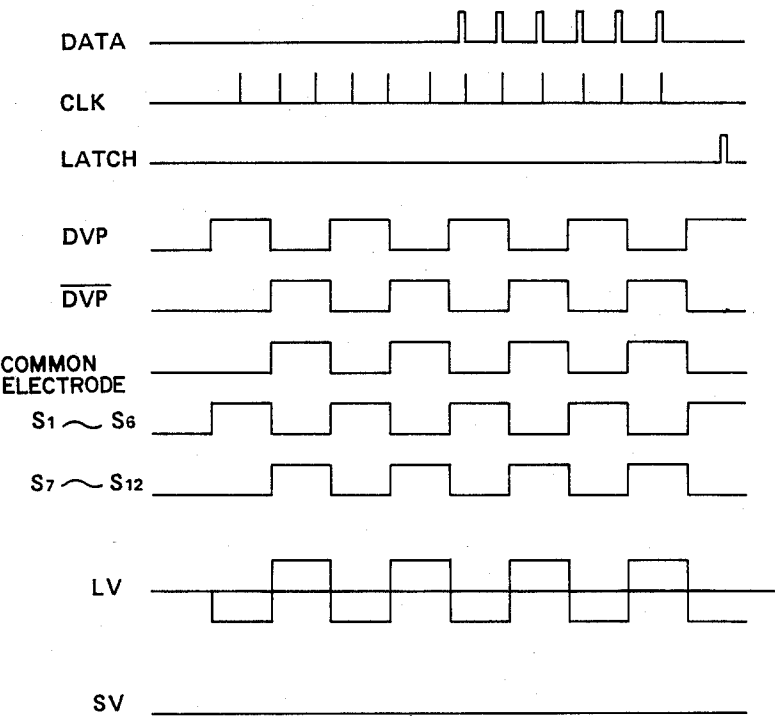 DATA
CLK
LATCH
DVP
DVP
COMMON
ELECTRODE
S1 〜 S6
S7 〜 S12
LV
SV